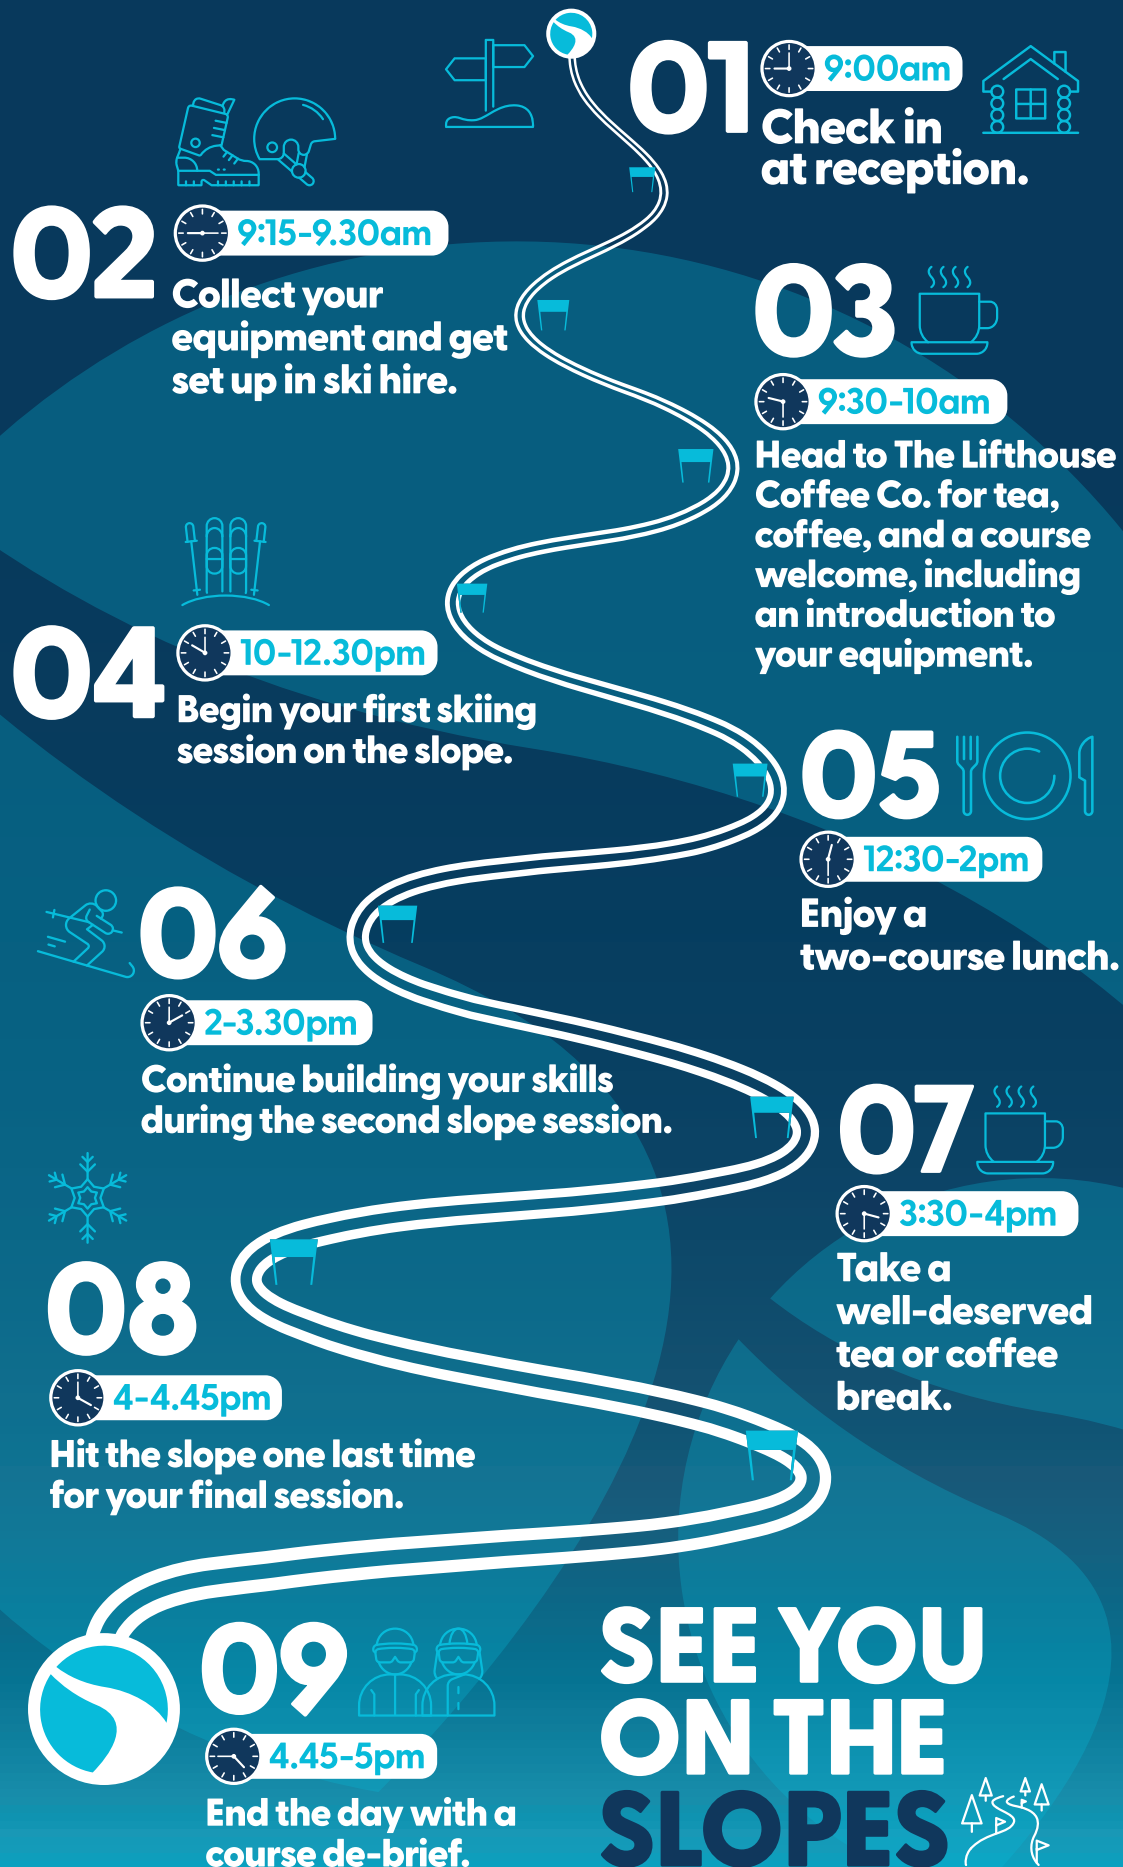 01
9:00am
Check in
at reception.
02
9:15-9.30am
Collect your
equipment and get
set up in ski hire.
03
9:30-10am
Head to The Lifthouse
Coffee Co. for tea,
coffee, and a course
welcome, including
an introduction to
your equipment.
04
10-12.30pm
Begin your first skiing
session on the slope.
05
12:30-2pm
Enjoy a
two-course lunch.
06
2-3.30pm
Continue building your skills
during the second slope session.
07
3:30-4pm
Take a
well-deserved
tea or coffee
break.
08
4-4.45pm
Hit the slope one last time
for your final session.
09
4.45-5pm
End the day with a
course de-brief.
SEE YOU
ON THE
SLOPES